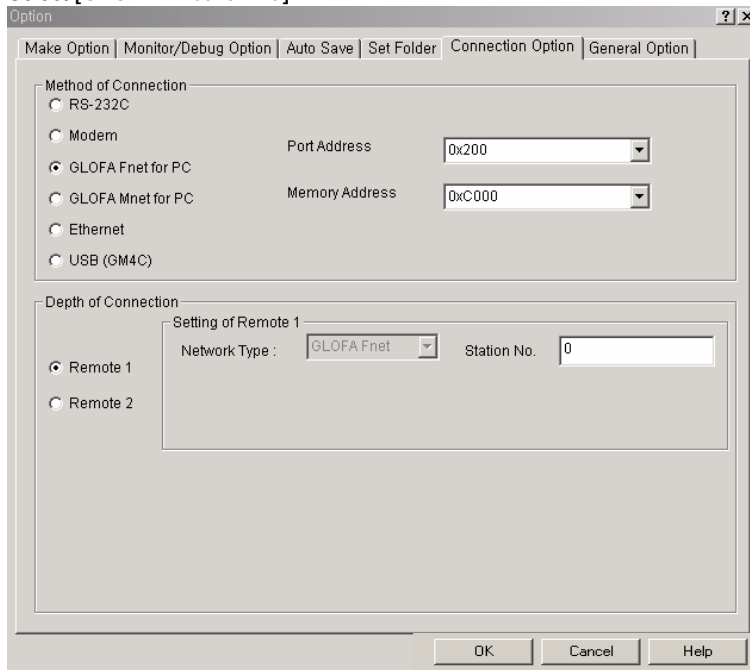 Option
Make Option Monitor/Debug Option Auto Save Set Folder Connection Option General Option
Method of Connection
RS-232C
Modem
GLOFA Fnet for PC
GLOFA Mnet for PC
Ethernet
USB (GM4C)
Port Address 0x200
Memory Address 0xC000
Depth of Connection
Remote 1
Remote 2
Setting of Remote 1
Network Type : GLOFA Fnet Station No. 0
OK Cancel Help